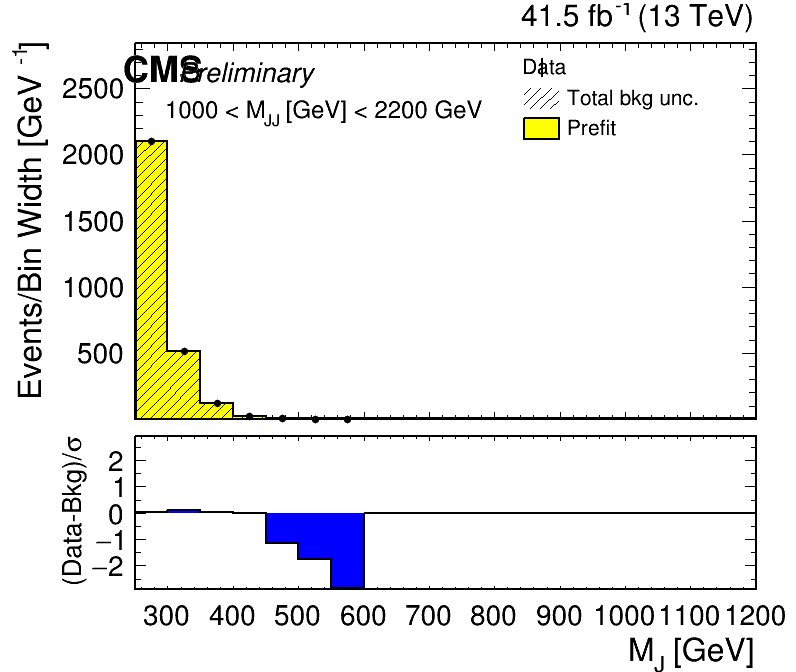 41.5 fb⁻¹ (13 TeV)
CMS Preliminary
1000 < M_JJ [GeV] < 2200 GeV
Data
Total bkg unc.
Prefit
Events/Bin Width [GeV⁻¹]
2500
2000
1500
1000
500
(Data-Bkg)/σ
2
1
0
−1
−2
300 400 500 600 700 800 900 1000 1100 1200
M_J [GeV]